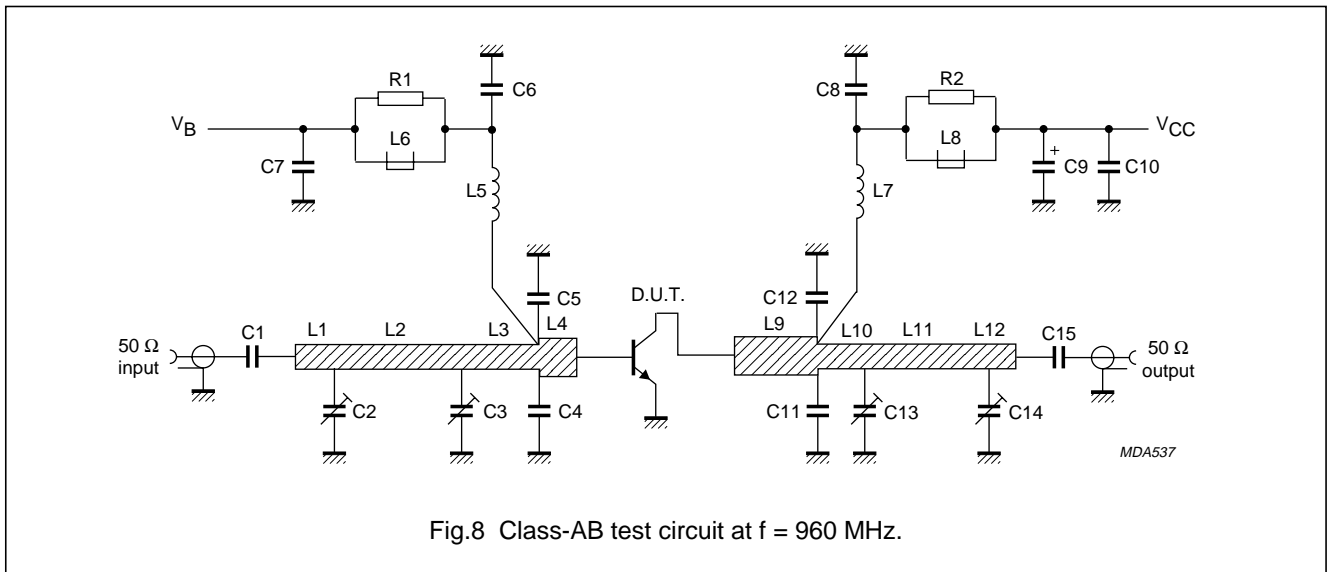 R1
C6
C8
R2
V_B
L6
L8
V_CC
C7
+
C9
C10
L5
L7
C5
D.U.T.
C12
C1
L1
L2
L3
L4
L9
L10
L11
L12
C15
50 Ω
input
50 Ω
output
C2
C3
C4
C11
C13
C14
MDA537
Fig.8 Class-AB test circuit at f = 960 MHz.